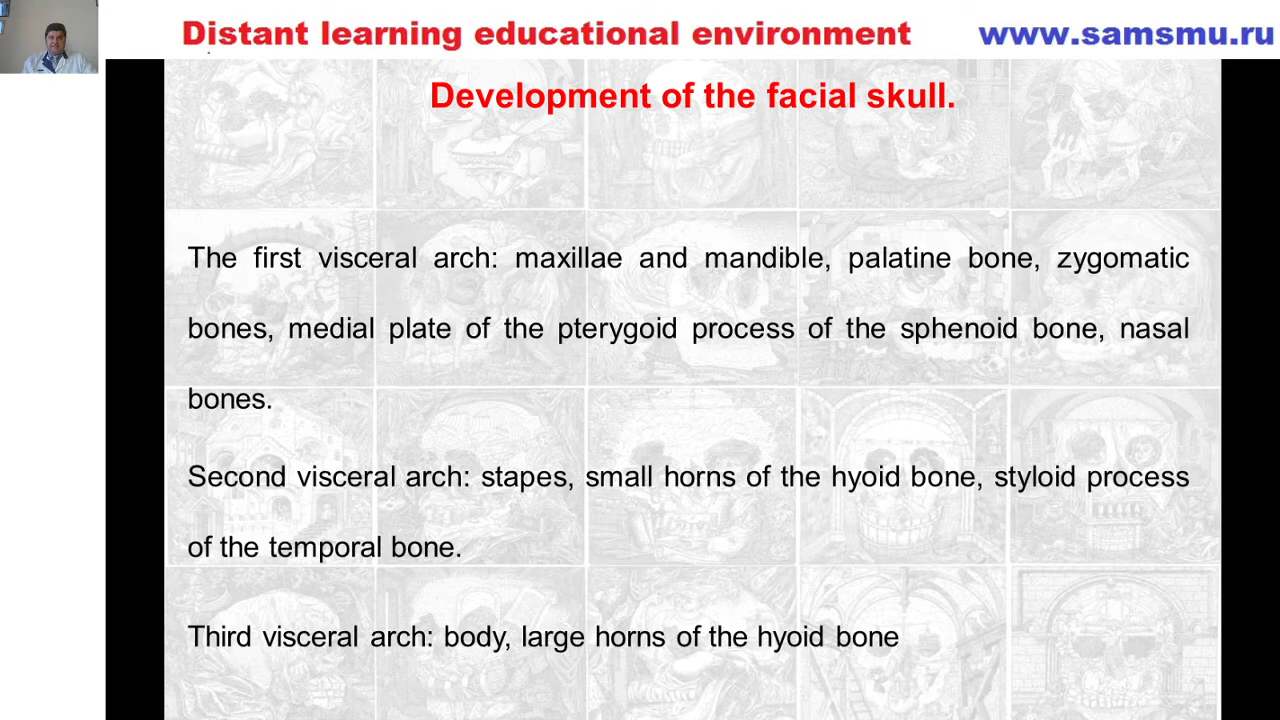 Distant learning educational environment www.samsmu.ru
Development of the facial skull.
The first visceral arch: maxillae and mandible, palatine bone, zygomatic
bones, medial plate of the pterygoid process of the sphenoid bone, nasal
bones.
Second visceral arch: stapes, small horns of the hyoid bone, styloid process
of the temporal bone.
Third visceral arch: body, large horns of the hyoid bone